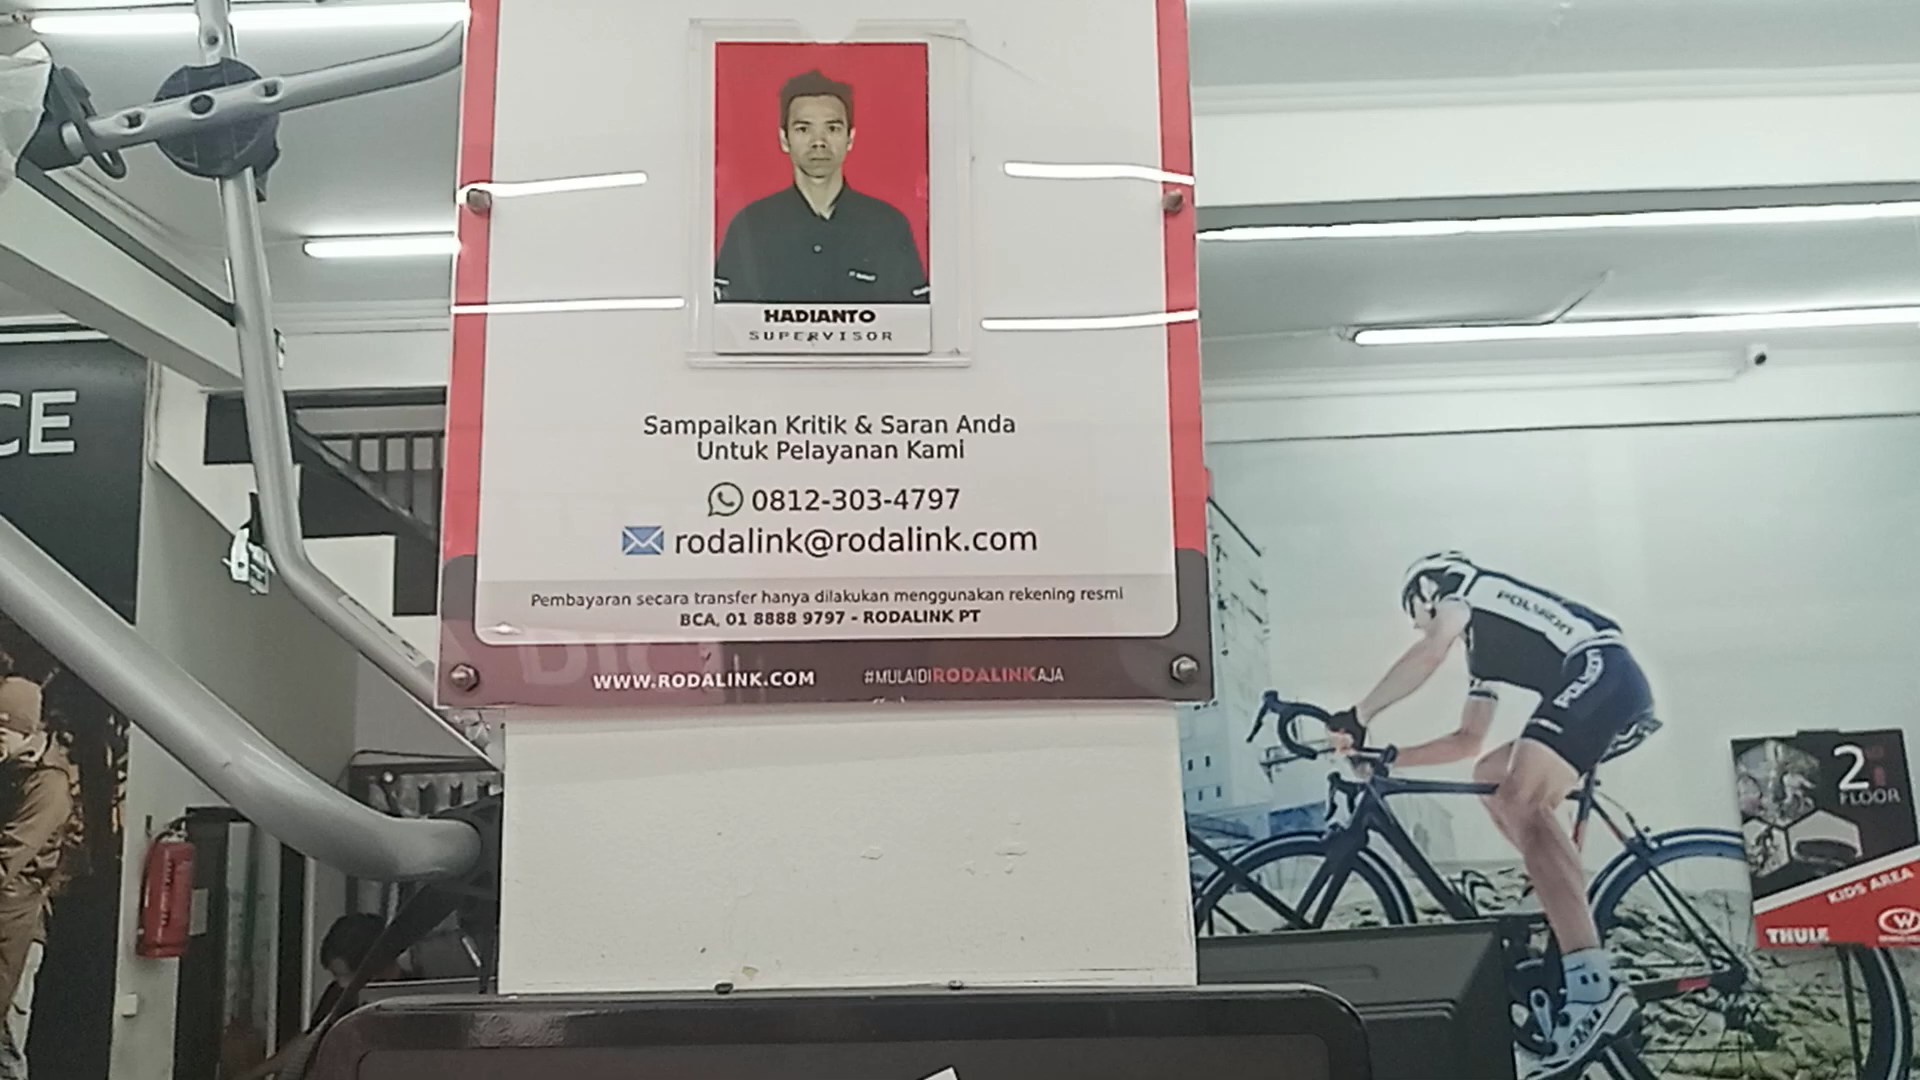 HADIANTO
SUPERVISOR
Sampaikan Kritik & Saran Anda
Untuk Pelayanan Kami
0812-303-4797
rodalink@rodalink.com
Pembayaran secara transfer hanya dilakukan menggunakan rekening resmi
BCA, 01 8888 9797 - RODALINK PT
WWW.RODALINK.COM
#MULAIDIRODALINKAJA
CE
POLYGON
POLYGON
2
FLOOR
KIDS AREA
THULE